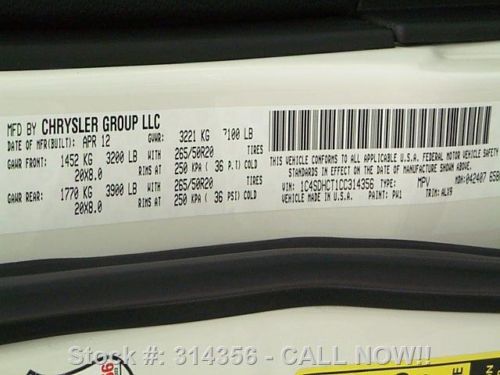 MFD BY CHRYSLER GROUP LLC
DATE OF MFR(BUILT): APR 12 GVWR: 3221 KG 7100 LB
GAWR FRONT: 1452 KG 3200 LB WITH 265/50R20 TIRES
20X8.0 RIMS AT 250 KPA ( 36 P.I) COLD
GAWR REAR: 1770 KG 3900 LB WITH 265/50R20 TIRES
20X8.0 RIMS AT 250 KPA ( 36 PSI) COLD
THIS VEHICLE CONFORMS TO ALL APPLICABLE U.S.A. FEDERAL MOTOR VEHICLE SAFETY
STANDARDS IN EFFECT ON THE DATE OF MANUFACTURE SHOWN ABOVE.
VIN: 1C4SDHCT1CC314356 TYPE: MPV MDH: 042407
VEHICLE MADE IN U.S.A. PAINT: PW1 TRIM: ALX9
Stock #: 314356 - CALL NOW!!